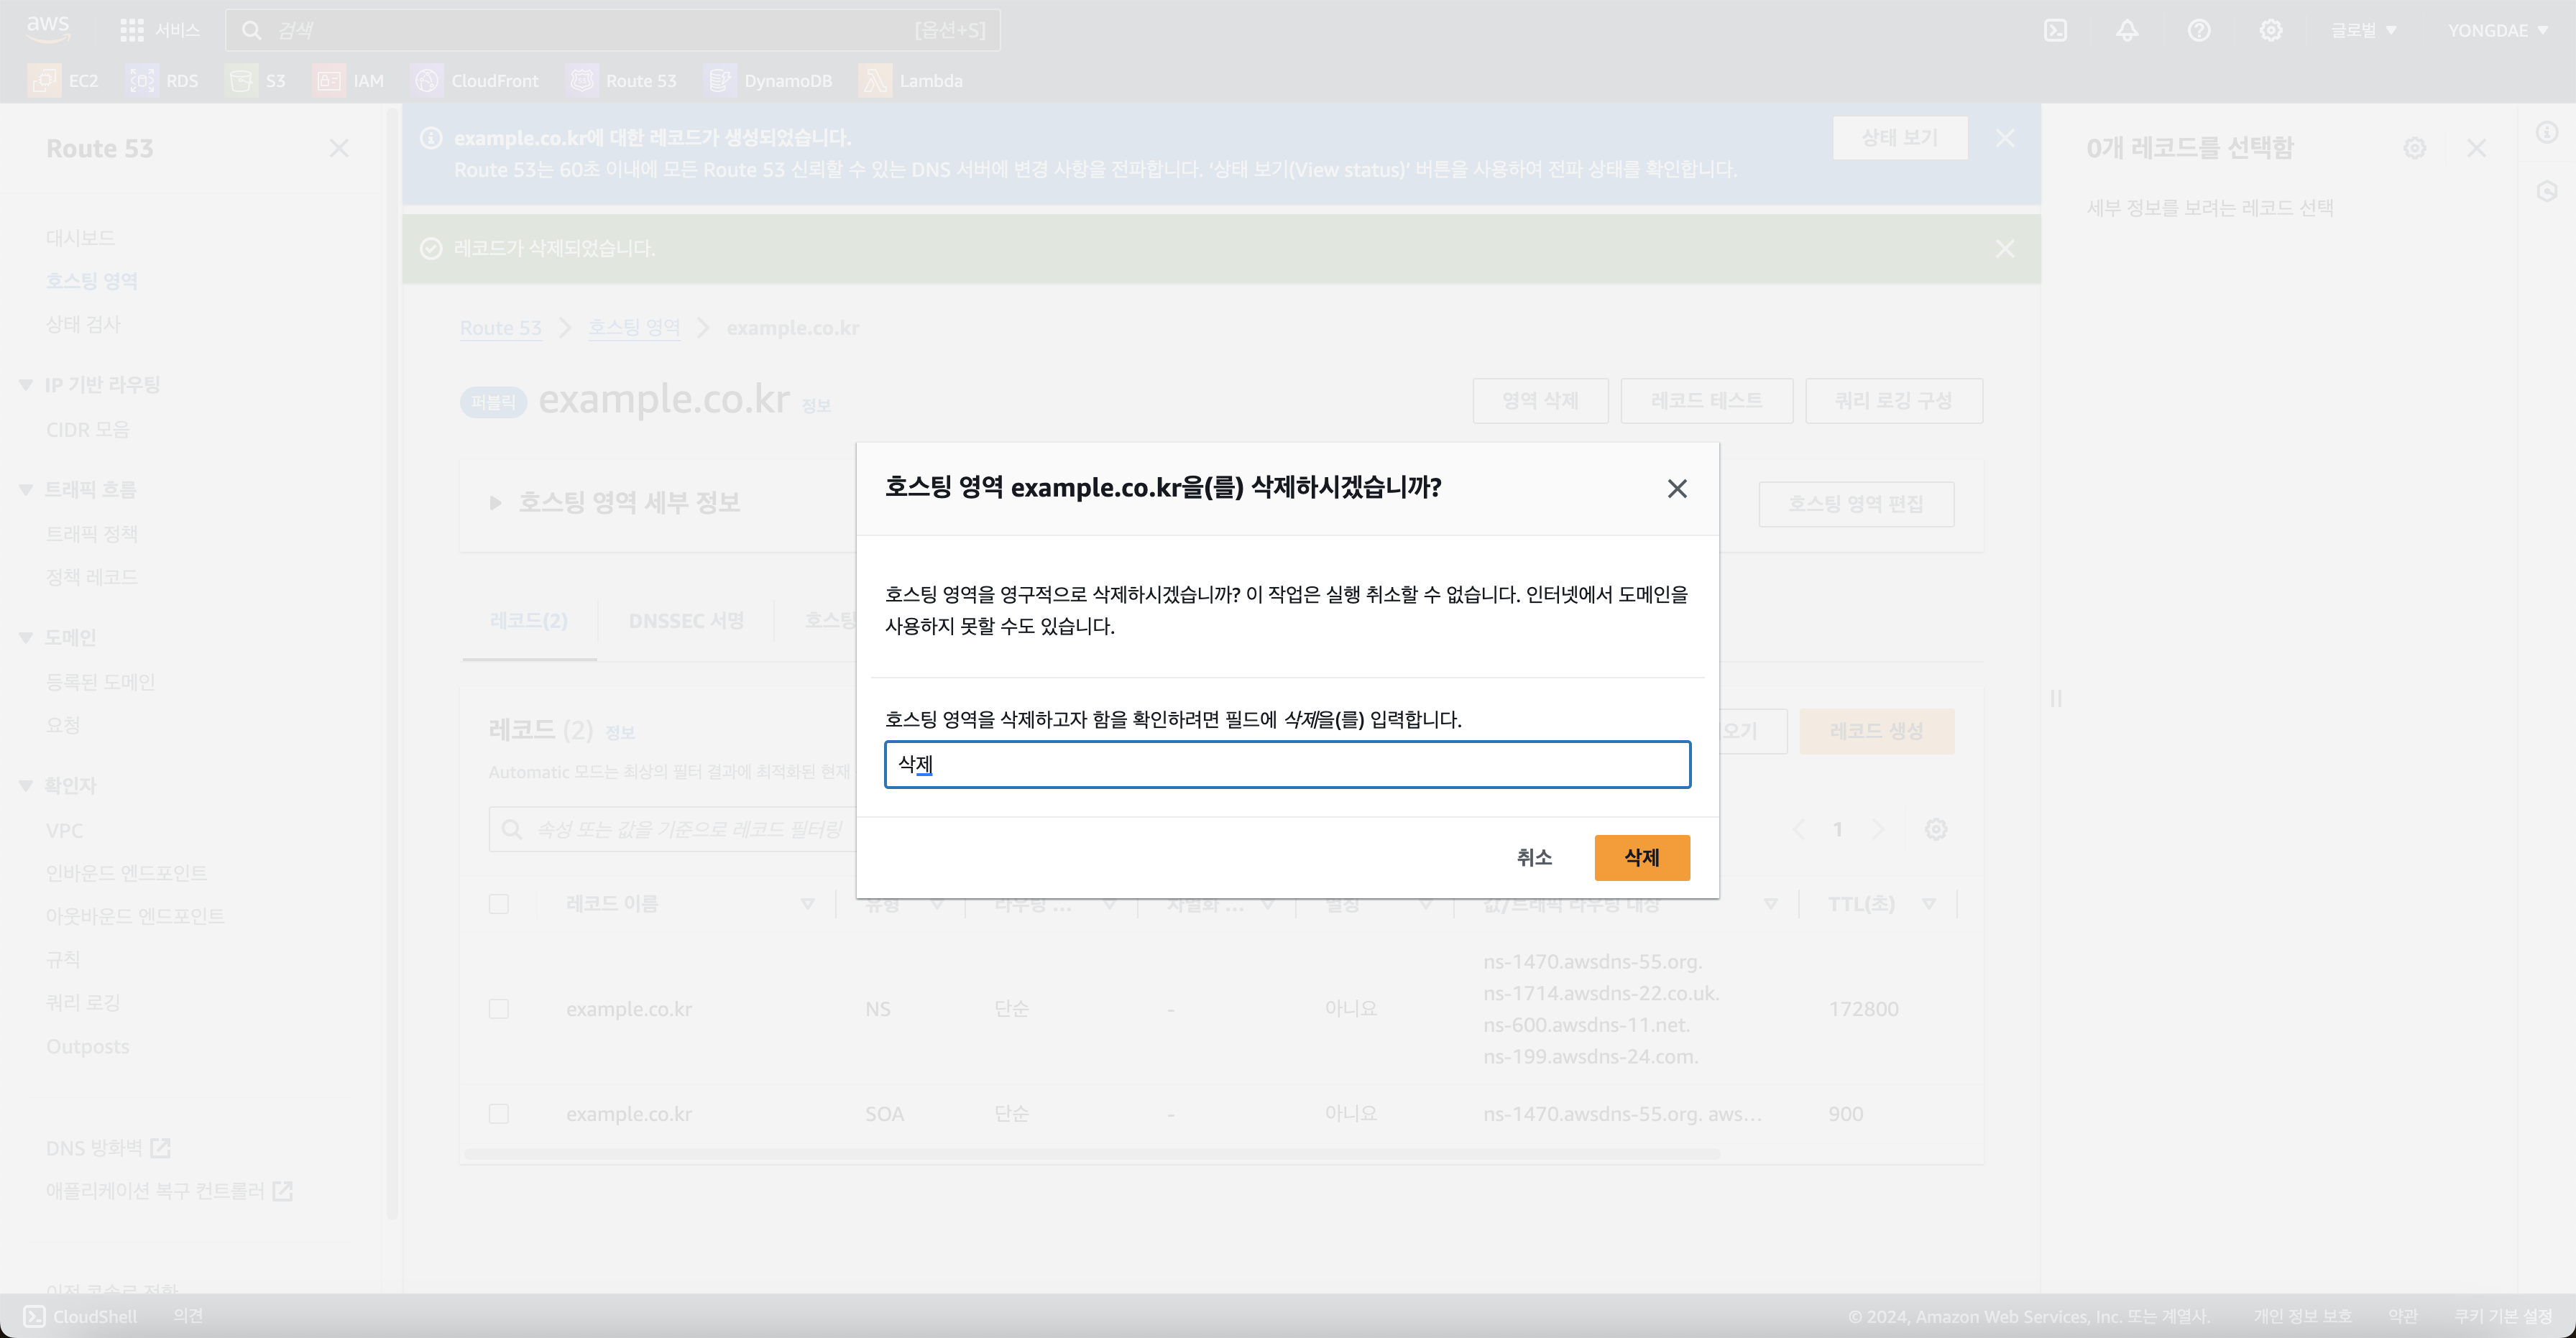 aws
서비스
검색
[옵션+S]
글로벌
YONGDAE
EC2
RDS
S3
IAM
CloudFront
Route 53
DynamoDB
Lambda
Route 53
대시보드
호스팅 영역
상태 검사
IP 기반 라우팅
CIDR 모음
트래픽 흐름
트래픽 정책
정책 레코드
도메인
등록된 도메인
요청
확인자
VPC
인바운드 엔드포인트
아웃바운드 엔드포인트
규칙
쿼리 로깅
Outposts
DNS 방화벽
애플리케이션 복구 컨트롤러
이전 콘솔로 전환
example.co.kr에 대한 레코드가 생성되었습니다.
Route 53는 60초 이내에 모든 Route 53 신뢰할 수 있는 DNS 서버에 변경 사항을 전파합니다. '상태 보기(View status)' 버튼을 사용하여 전파 상태를 확인합니다.
상태 보기
레코드가 삭제되었습니다.
Route 53
호스팅 영역
example.co.kr
퍼블릭
example.co.kr
정보
영역 삭제
레코드 테스트
쿼리 로깅 구성
호스팅 영역 세부 정보
호스팅 영역 편집
레코드(2)
DNSSEC 서명
호스팅
레코드 (2)
정보
오기
레코드 생성
Automatic 모드는 최상의 필터 결과에 최적화된 현재
속성 또는 값을 기준으로 레코드 필터링
1
호스팅 영역 example.co.kr을(를) 삭제하시겠습니까?
호스팅 영역을 영구적으로 삭제하시겠습니까? 이 작업은 실행 취소할 수 없습니다. 인터넷에서 도메인을
사용하지 못할 수도 있습니다.
호스팅 영역을 삭제하고자 함을 확인하려면 필드에 삭제을(를) 입력합니다.
삭제
취소
삭제
레코드 이름
유형
라우팅 ...
차별화 ...
별칭
값/트래픽 라우팅 대상
TTL(초)
example.co.kr
NS
단순
-
아니요
ns-1470.awsdns-55.org.
ns-1714.awsdns-22.co.uk.
ns-600.awsdns-11.net.
ns-199.awsdns-24.com.
172800
example.co.kr
SOA
단순
-
아니요
ns-1470.awsdns-55.org. aws...
900
0개 레코드를 선택함
세부 정보를 보려는 레코드 선택
CloudShell
의견
© 2024, Amazon Web Services, Inc. 또는 계열사.
개인 정보 보호
약관
쿠키 기본 설정